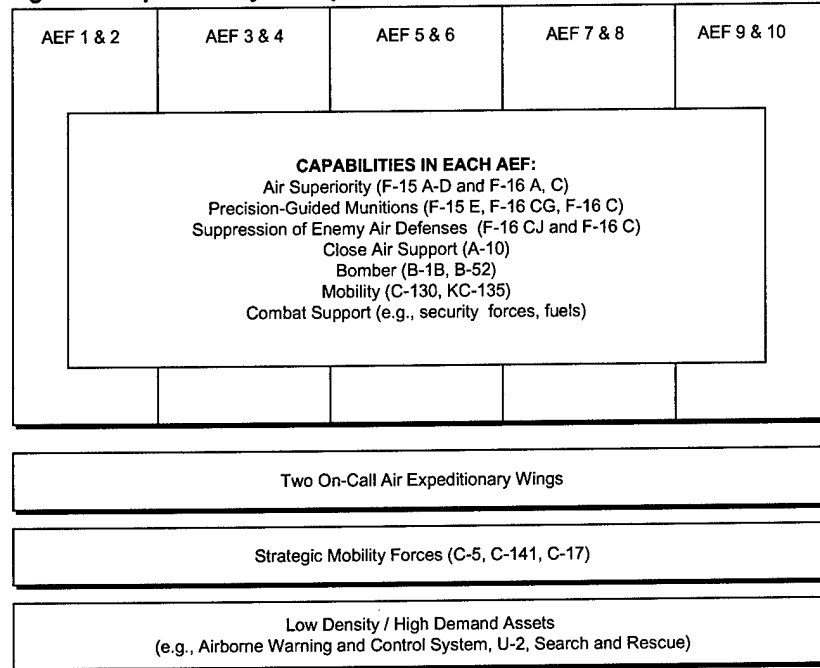 AEF 1 & 2
AEF 3 & 4
AEF 5 & 6
AEF 7 & 8
AEF 9 & 10
CAPABILITIES IN EACH AEF:
Air Superiority (F-15 A-D and F-16 A, C)
Precision-Guided Munitions (F-15 E, F-16 CG, F-16 C)
Suppression of Enemy Air Defenses (F-16 CJ and F-16 C)
Close Air Support (A-10)
Bomber (B-1B, B-52)
Mobility (C-130, KC-135)
Combat Support (e.g., security forces, fuels)
Two On-Call Air Expeditionary Wings
Strategic Mobility Forces (C-5, C-141, C-17)
Low Density / High Demand Assets
(e.g., Airborne Warning and Control System, U-2, Search and Rescue)